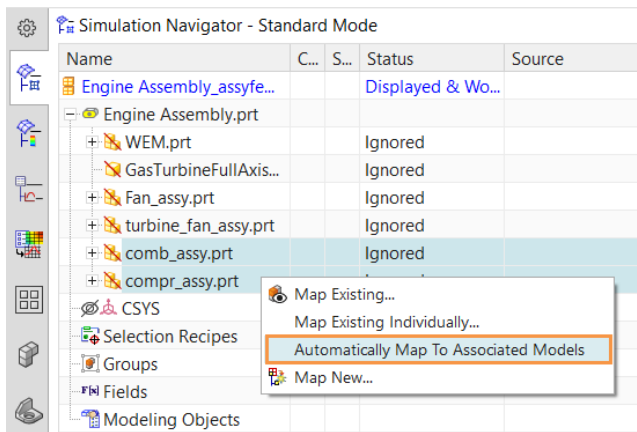 Simulation Navigator - Standard Mode
Name C... S... Status Source
Engine Assembly_assyfe... Displayed & Wo...
Engine Assembly.prt
WEM.prt Ignored
GasTurbineFullAxis... Ignored
Fan_assy.prt Ignored
turbine_fan_assy.prt Ignored
comb_assy.prt Ignored
compr_assy.prt
Map Existing...
CSYS
Map Existing Individually...
Selection Recipes
Automatically Map To Associated Models
Groups
Map New...
F(x) Fields
Modeling Objects